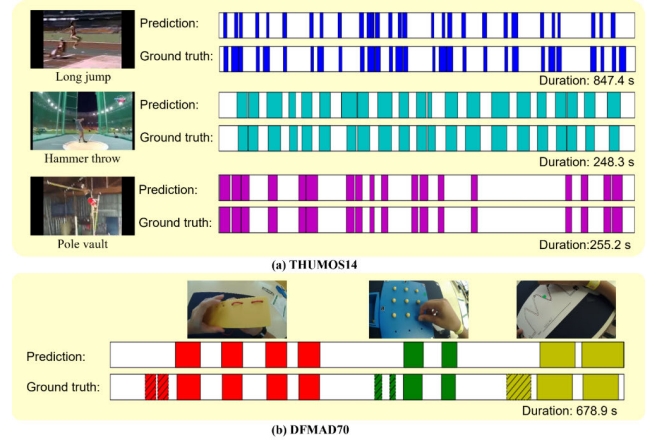 Prediction:
Ground truth:
Long jump
Duration: 847.4 s
Prediction:
Ground truth:
Hammer throw
Duration: 248.3 s
Prediction:
Ground truth:
Pole vault
Duration:255.2 s
(a) THUMOS14
Prediction:
Ground truth:
Duration: 678.9 s
(b) DFMAD70